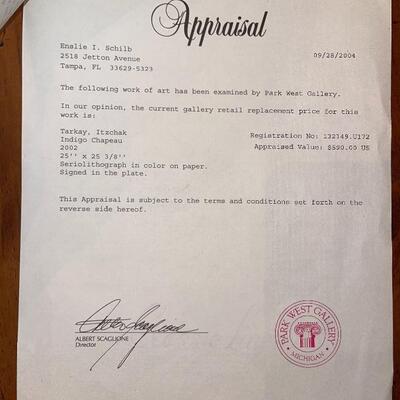 Appraisal
Enslie I. Schilb
2518 Jetton Avenue
Tampa, FL 33629-5323
09/28/2004
The following work of art has been examined by Park West Gallery.
In our opinion, the current gallery retail replacement price for this
work is:
Tarkay, Itzchak
Registration No: 132149.U172
Indigo Chapeau
Appraised Value: $590.00 US
2002
25'' x 25 3/8''
Seriolithograph in color on paper.
Signed in the plate.
This Appraisal is subject to the terms and conditions set forth on the
reverse side hereof.
ALBERT SCAGLIONE
Director
PARK WEST GALLERY
MICHIGAN